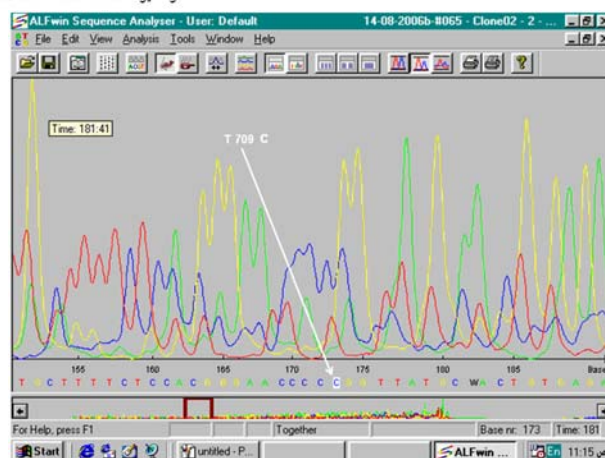 ALFwin Sequence Analyser - User: Default 14-08-2006b-#065 - Clone02 - 2 - ...
File Edit View Analysis Tools Window Help
Time: 181:41
T 709 C
155 160 165 170 175 180 185 Base
T G C T T T T C T C C A C G G G A A C C C C C G G T T A T G C W A C T G T G A G
For Help, press F1 Together Base nr: 173 Time: 181
Start untitled - P... ALFwin ... En 11:15 ص